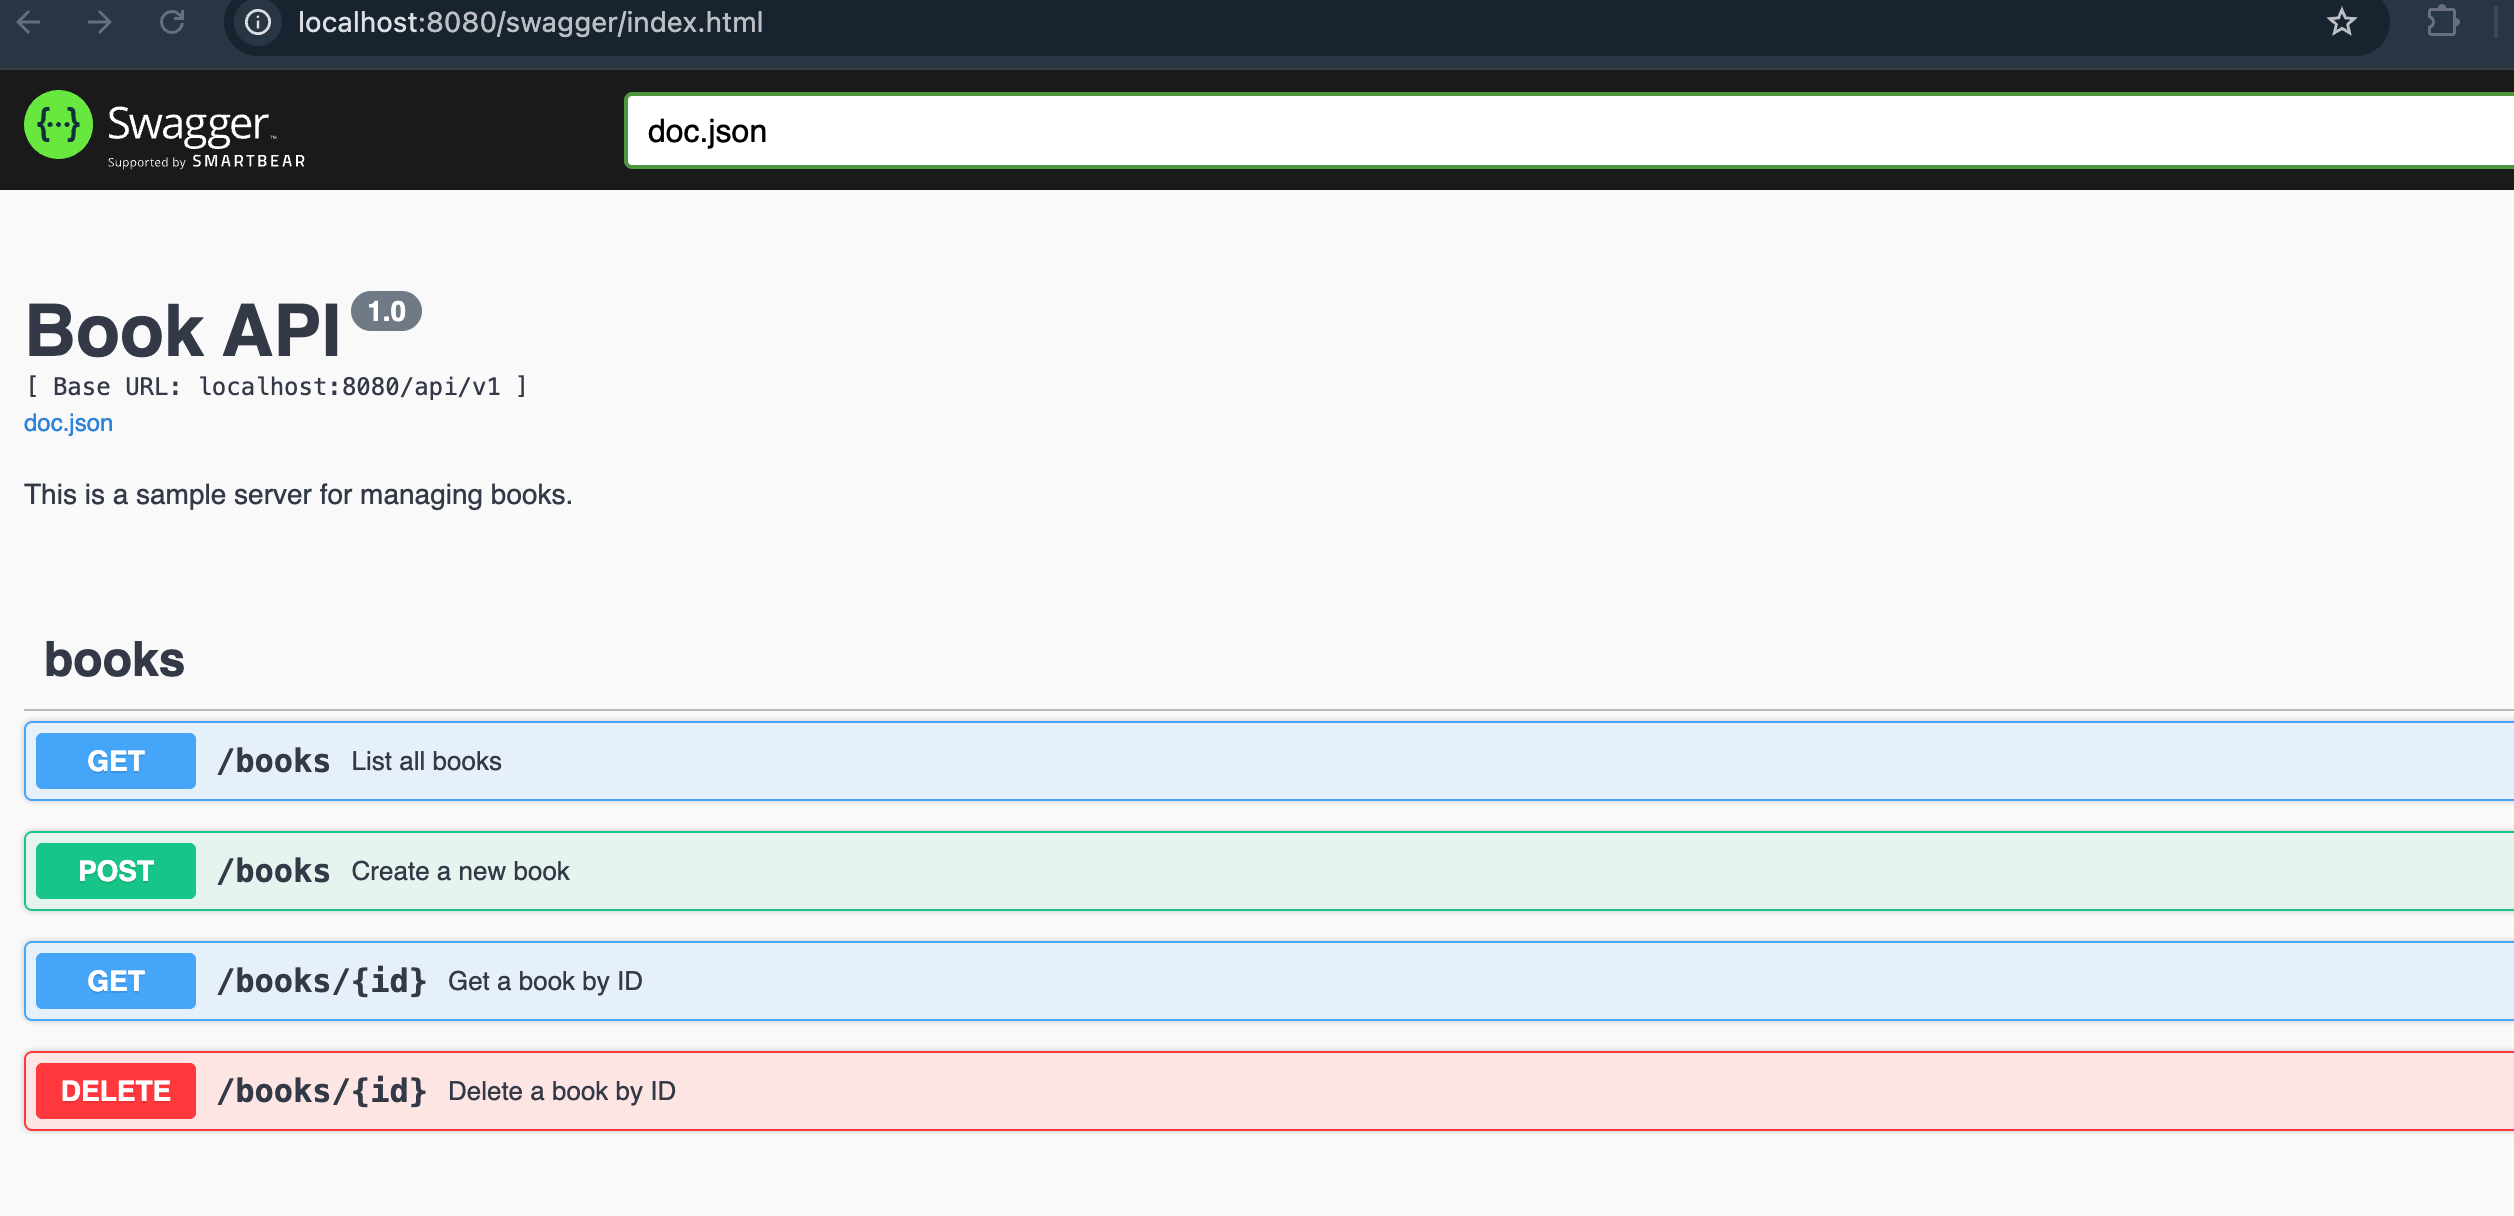 localhost:8080/swagger/index.html
{···} Swagger™
Supported by SMARTBEAR
doc.json
Book API 1.0
[ Base URL: localhost:8080/api/v1 ]
doc.json
This is a sample server for managing books.
books
GET /books List all books
POST /books Create a new book
GET /books/{id} Get a book by ID
DELETE /books/{id} Delete a book by ID